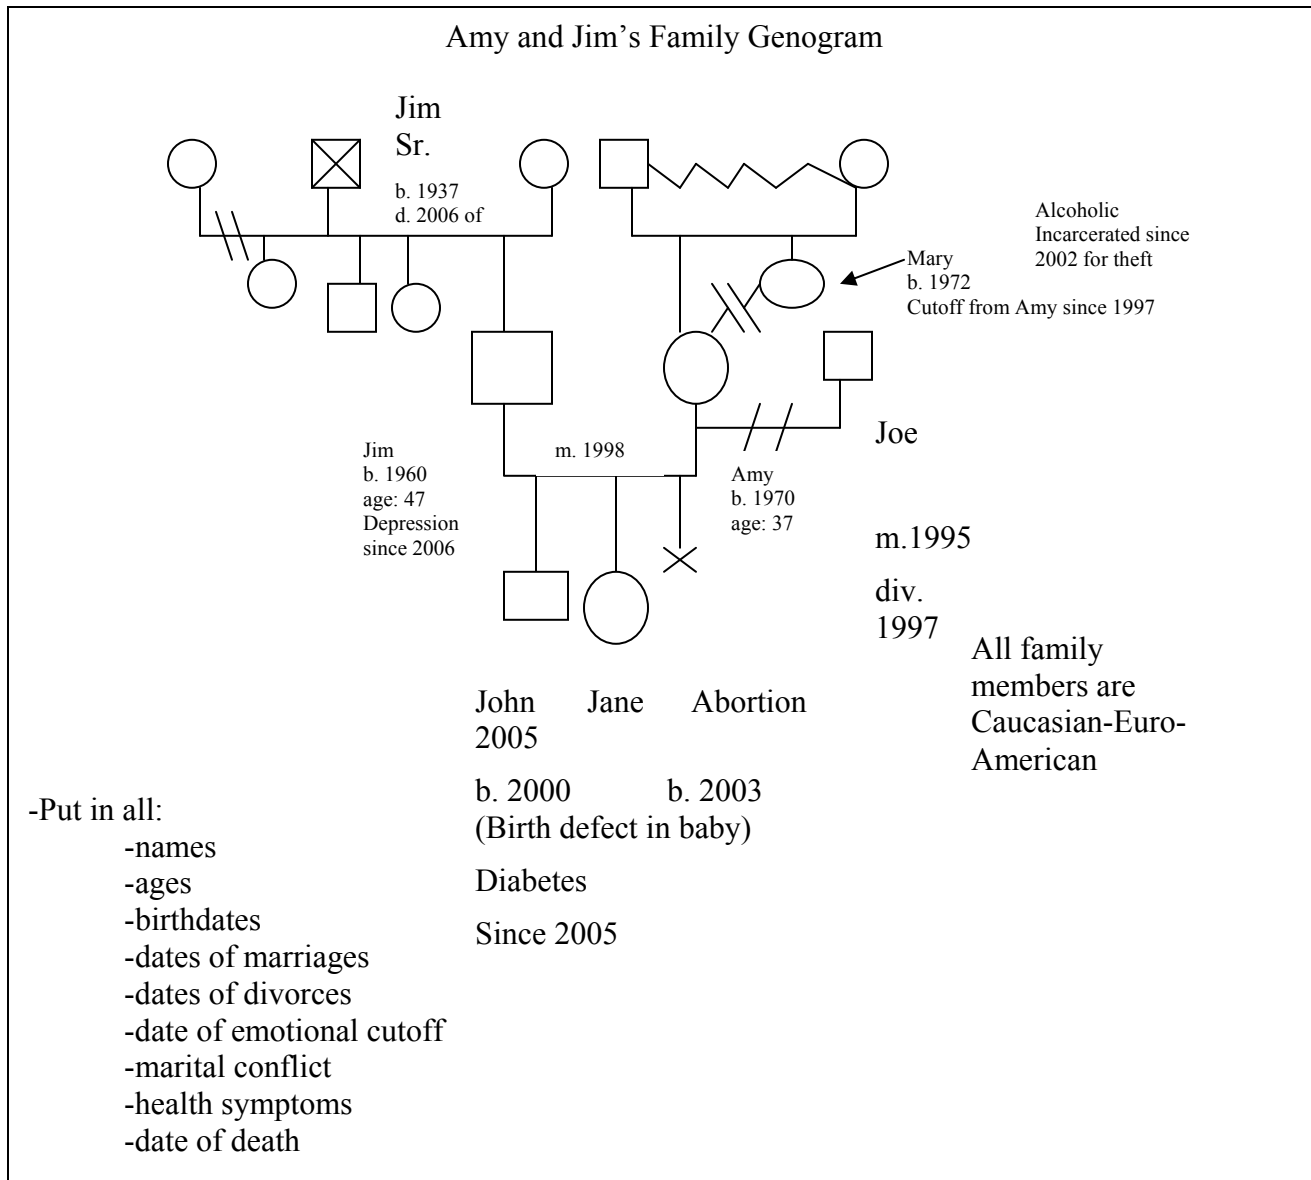 Amy and Jim's Family Genogram
Jim
Sr.
b. 1937
d. 2006 of
Alcoholic
Incarcerated since
2002 for theft
Mary
b. 1972
Cutoff from Amy since 1997
Joe
m.1995
div.
1997
Jim
b. 1960
age: 47
Depression
since 2006
m. 1998
Amy
b. 1970
age: 37
All family
members are
Caucasian-Euro-
American
John Jane Abortion
2005
b. 2000 b. 2003
(Birth defect in baby)
Diabetes
Since 2005
-Put in all:
-names
-ages
-birthdates
-dates of marriages
-dates of divorces
-date of emotional cutoff
-marital conflict
-health symptoms
-date of death